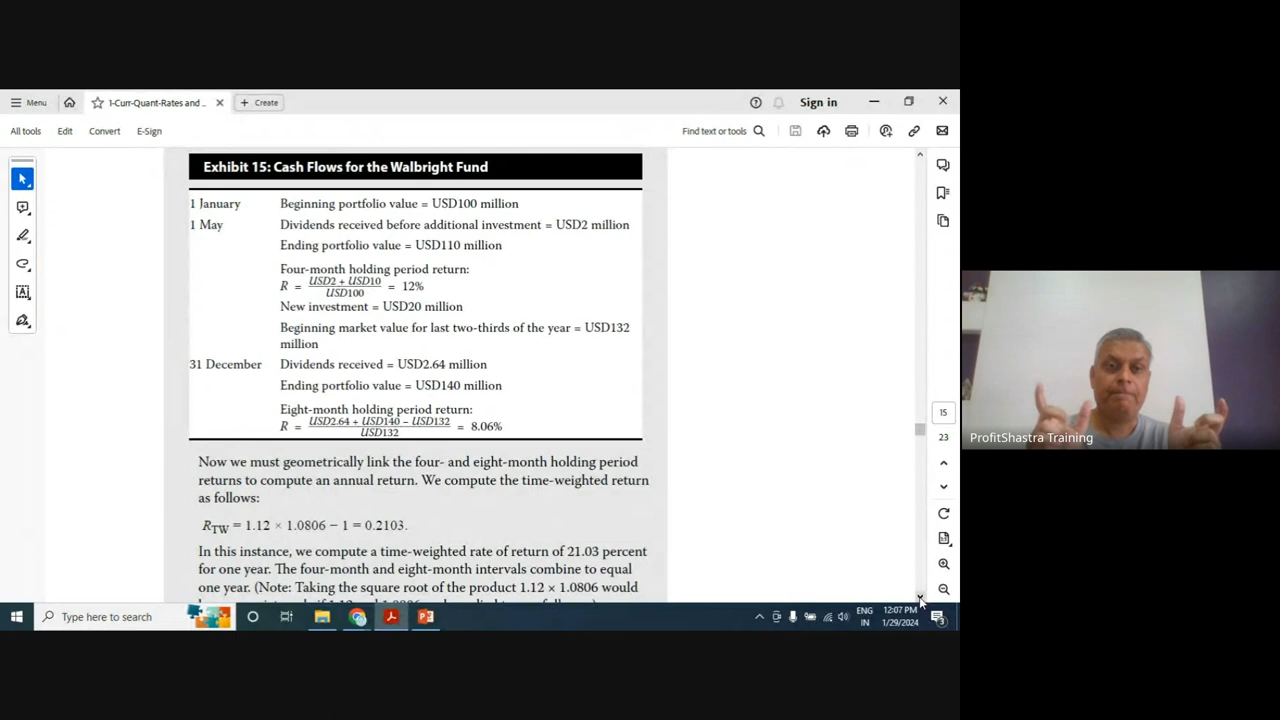 Menu
1-Curr-Quant-Rates and ...
Create
Sign in
All tools
Edit
Convert
E-Sign
Find text or tools
Exhibit 15: Cash Flows for the Walbright Fund
1 January Beginning portfolio value = USD100 million
1 May Dividends received before additional investment = USD2 million
Ending portfolio value = USD110 million
Four-month holding period return:
R = USD2 + USD10 / USD100 = 12%
New investment = USD20 million
Beginning market value for last two-thirds of the year = USD132
million
31 December Dividends received = USD2.64 million
Ending portfolio value = USD140 million
Eight-month holding period return:
R = USD2.64 + USD140 − USD132 / USD132 = 8.06%
Now we must geometrically link the four- and eight-month holding period
returns to compute an annual return. We compute the time-weighted return
as follows:
RTW = 1.12 × 1.0806 − 1 = 0.2103.
In this instance, we compute a time-weighted rate of return of 21.03 percent
for one year. The four-month and eight-month intervals combine to equal
one year. (Note: Taking the square root of the product 1.12 × 1.0806 would
15
23
ProfitShastra Training
Type here to search
ENG
IN
12:07 PM
1/29/2024
3